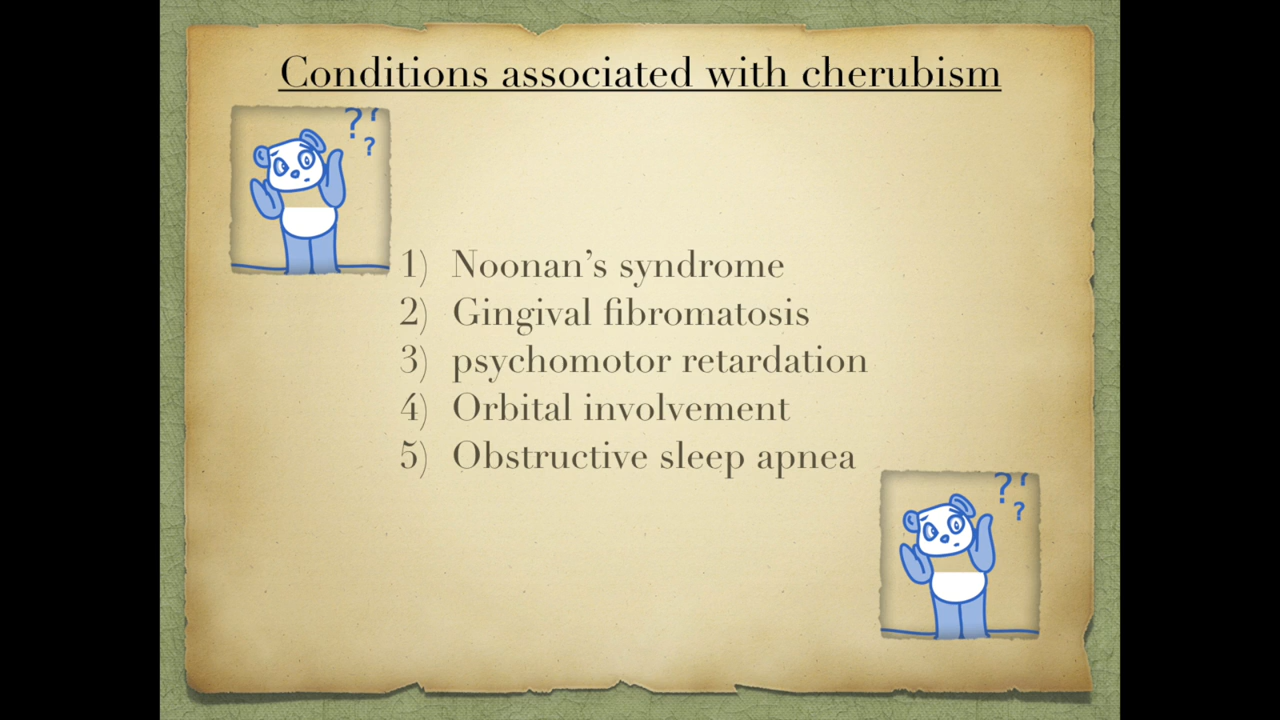 Conditions associated with cherubism
? ?
?
1) Noonan’s syndrome
2) Gingival fibromatosis
3) psychomotor retardation
4) Orbital involvement
5) Obstructive sleep apnea
? ?
?